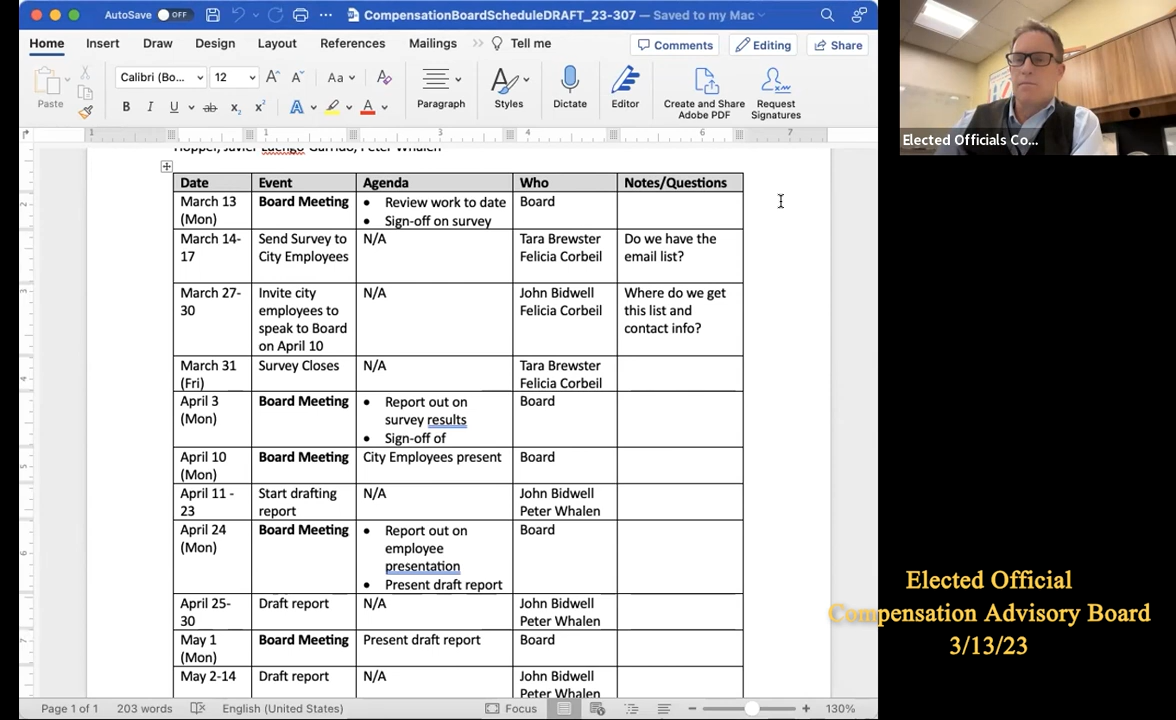 AutoSave OFF CompensationBoardScheduleDRAFT_23-307 — Saved to my Mac
Home Insert Draw Design Layout References Mailings Tell me Comments Editing Share
Paste Calibri (Bo... 12 Aa Paragraph Styles Dictate Editor Create and Share Adobe PDF Request Signatures
B I U ab x2 x2 A A
1 1 3 4 6 7
Date Event Agenda Who Notes/Questions
March 13 (Mon) Board Meeting • Review work to date • Sign-off on survey Board
March 14-17 Send Survey to City Employees N/A Tara Brewster Felicia Corbeil Do we have the email list?
March 27-30 Invite city employees to speak to Board on April 10 N/A John Bidwell Felicia Corbeil Where do we get this list and contact info?
March 31 (Fri) Survey Closes N/A Tara Brewster Felicia Corbeil
April 3 (Mon) Board Meeting • Report out on survey results • Sign-off of Board
April 10 (Mon) Board Meeting City Employees present Board
April 11 - 23 Start drafting report N/A John Bidwell Peter Whalen
April 24 (Mon) Board Meeting • Report out on employee presentation • Present draft report Board
April 25-30 Draft report N/A John Bidwell Peter Whalen
May 1 (Mon) Board Meeting Present draft report Board
May 2-14 Draft report N/A John Bidwell Peter Whalen
Page 1 of 1 203 words English (United States) Focus 130%
Elected Officials Co...
Elected Official
Compensation Advisory Board
3/13/23